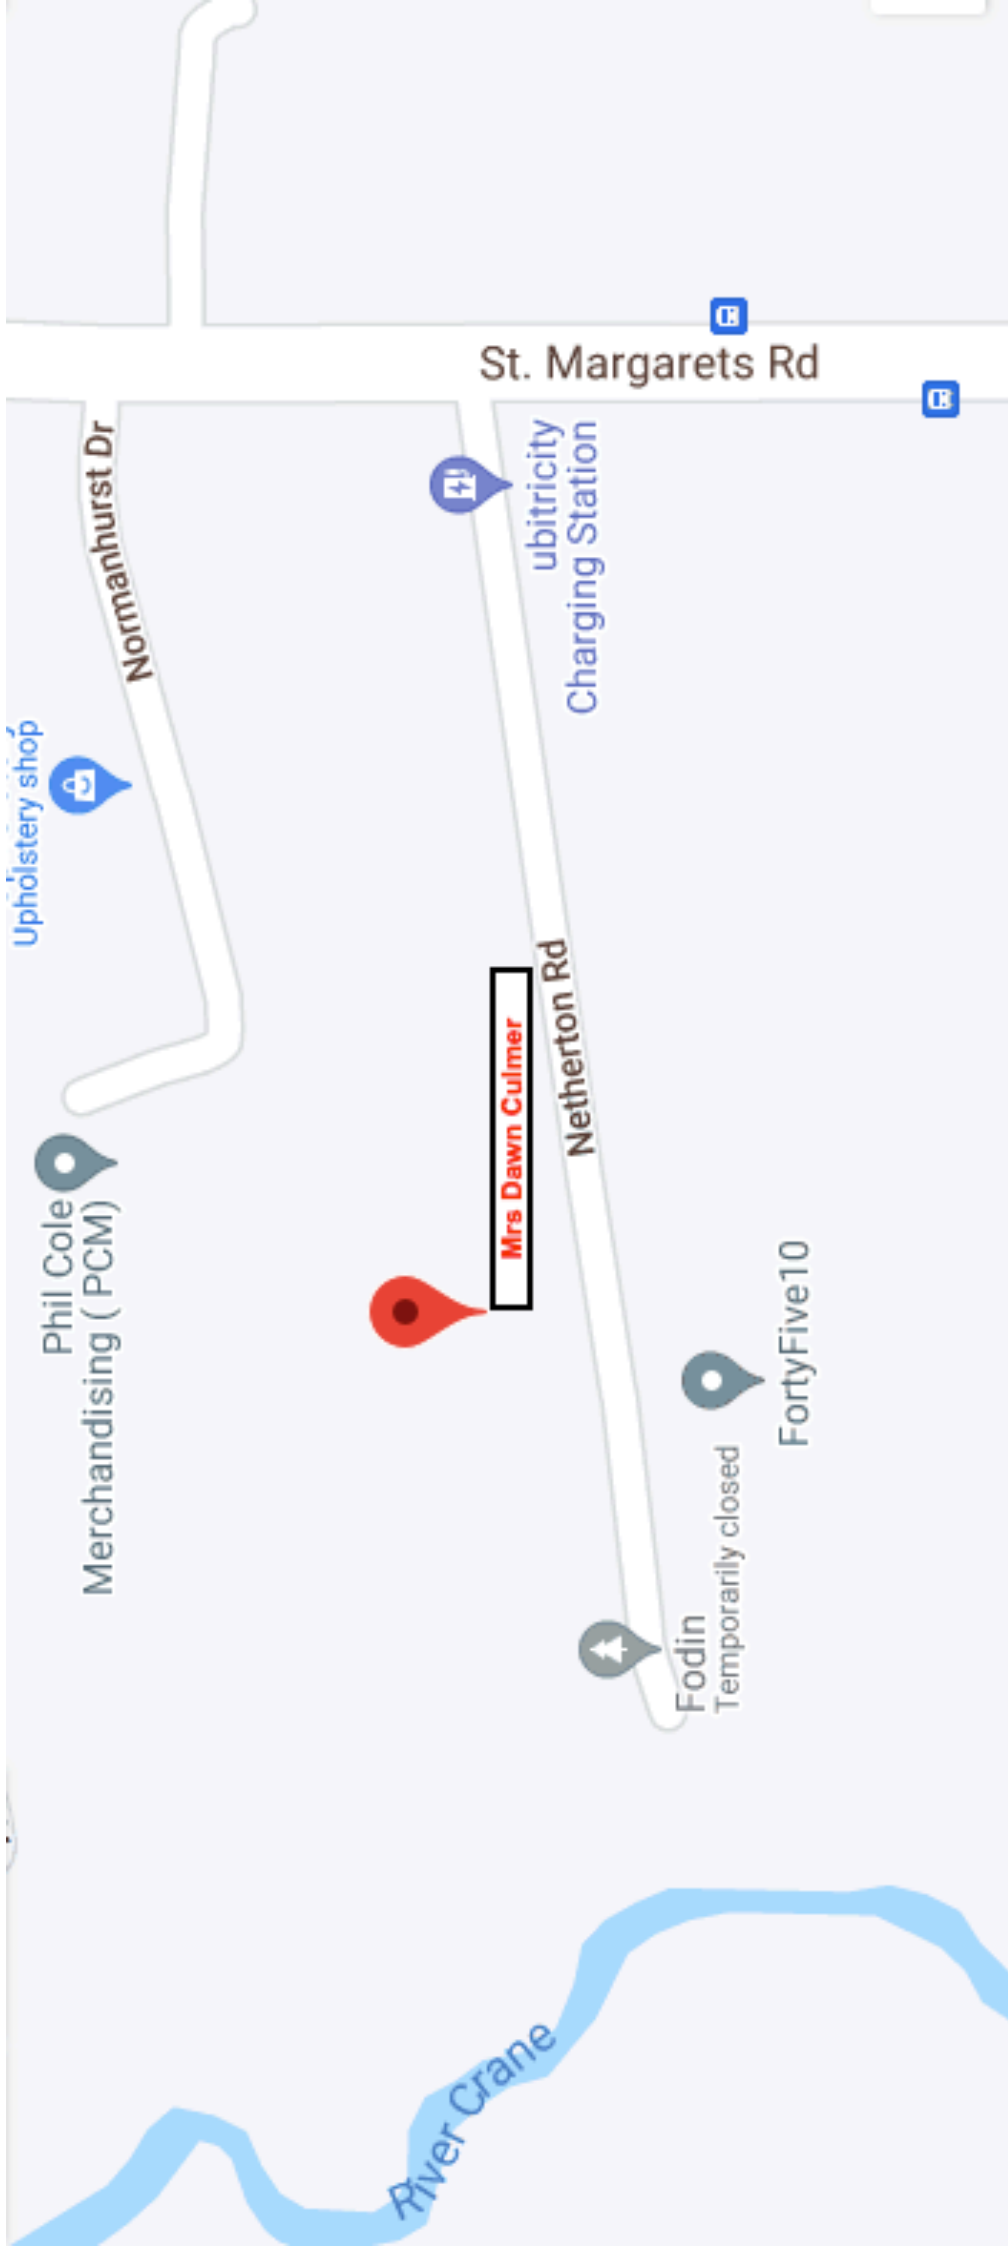 St. Margarets Rd
Normanhurst Dr
ubitricity
Charging Station
Upholstery shop
Netherton Rd
Mrs Dawn Culmer
Phil Cole
Merchandising ( PCM)
FortyFive10
Fodin
Temporarily closed
River Crane